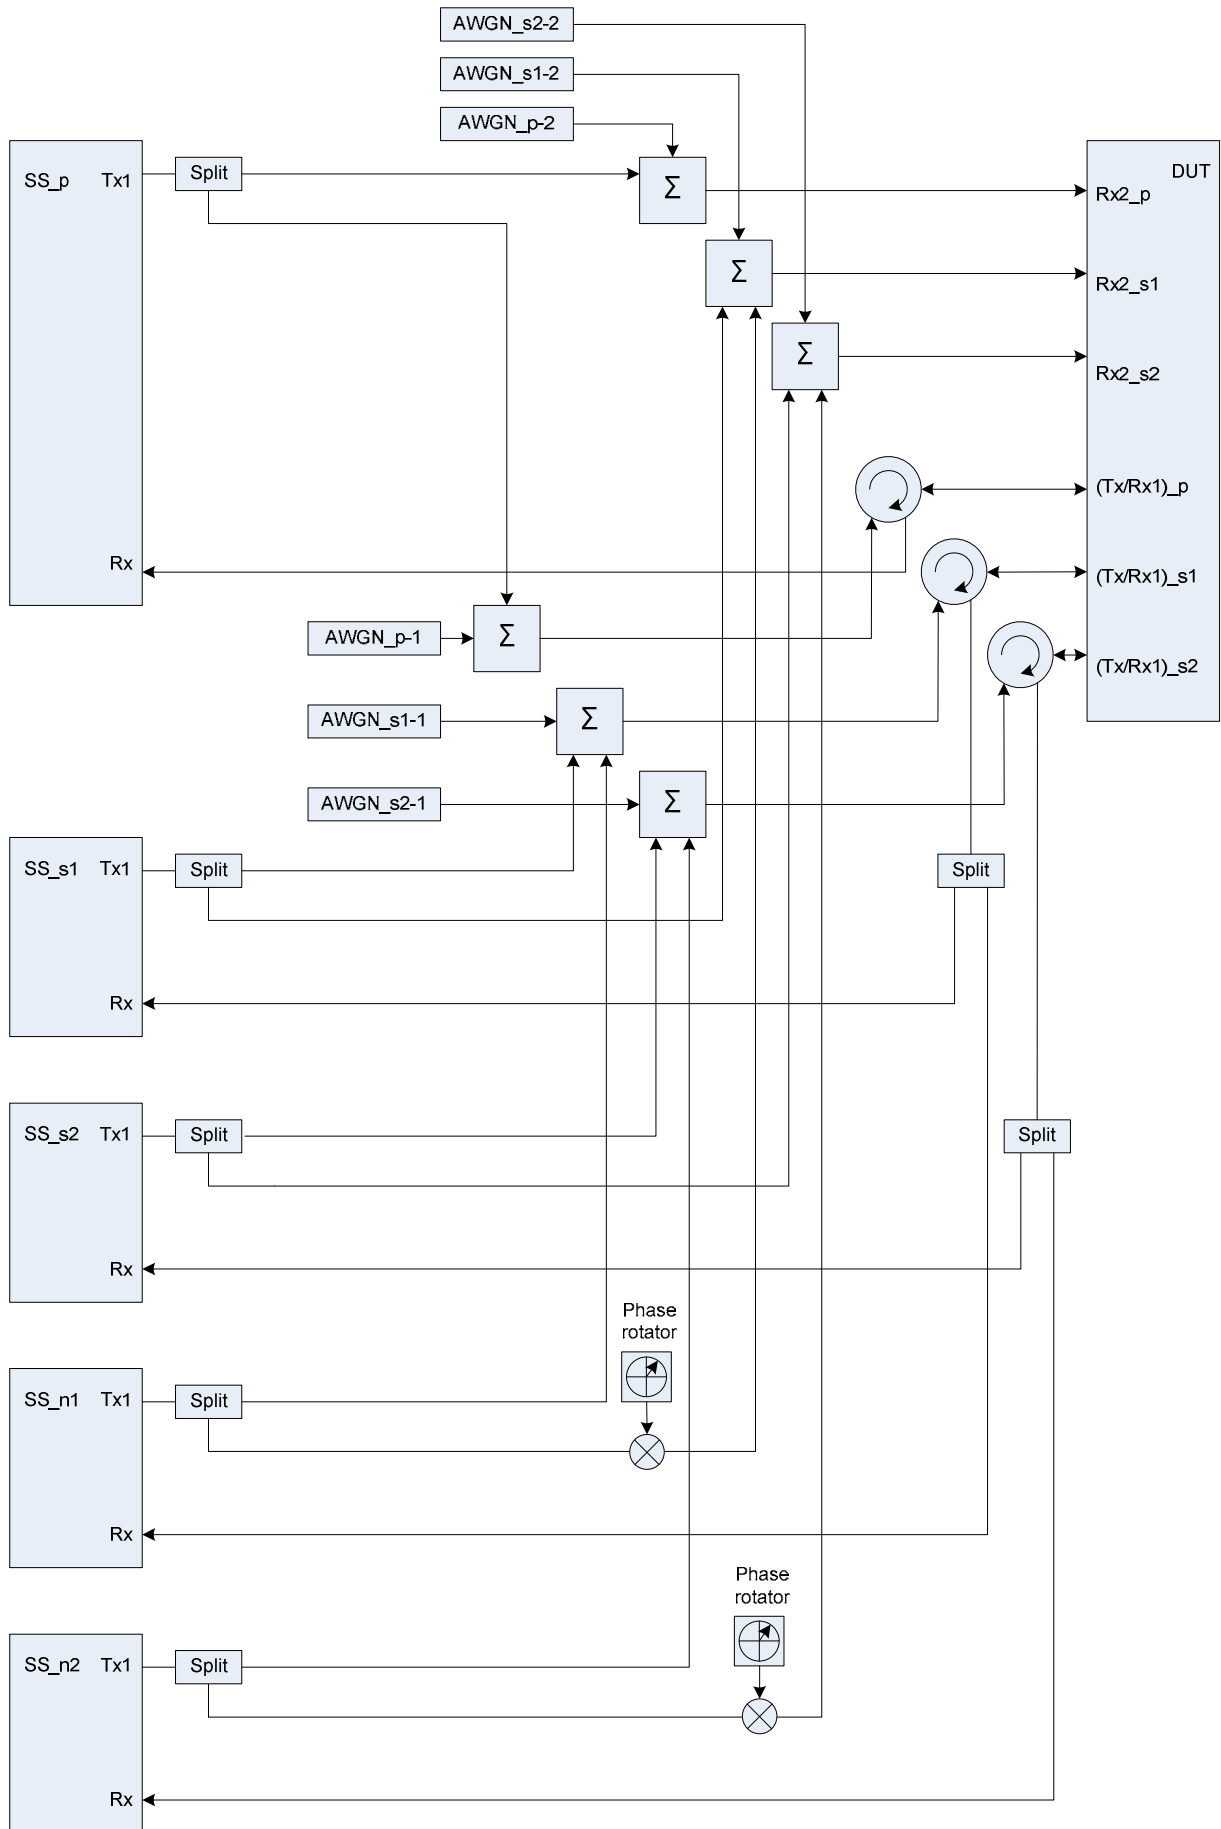 AWGN_s2-2
AWGN_s1-2
AWGN_p-2
SS_p Tx1
Split
Σ
DUT
Rx2_p
Σ
Rx2_s1
Σ
Rx2_s2
(Tx/Rx1)_p
Rx
(Tx/Rx1)_s1
AWGN_p-1
Σ
(Tx/Rx1)_s2
AWGN_s1-1
Σ
AWGN_s2-1
Σ
SS_s1 Tx1
Split
Split
Rx
SS_s2 Tx1
Split
Split
Rx
Phase
rotator
SS_n1 Tx1
Split
Rx
Phase
rotator
SS_n2 Tx1
Split
Rx